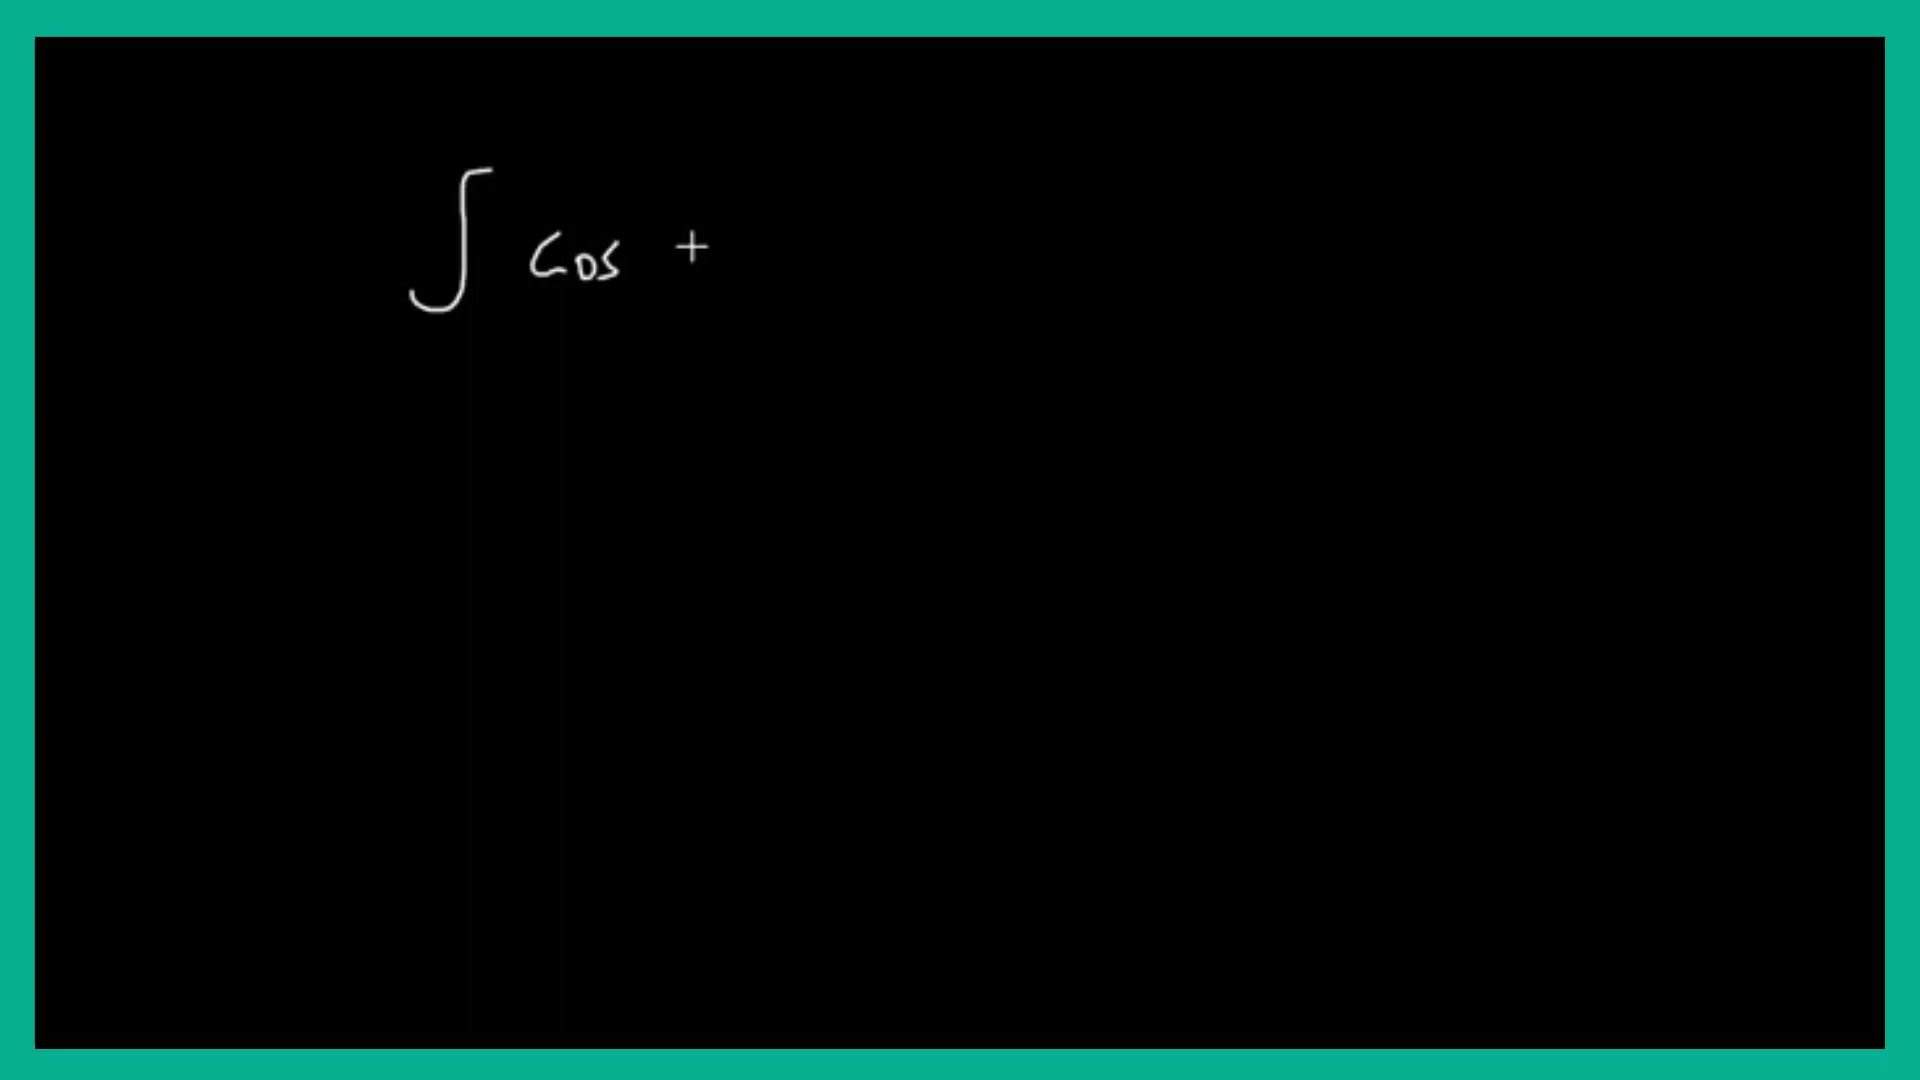 ∫ cos +